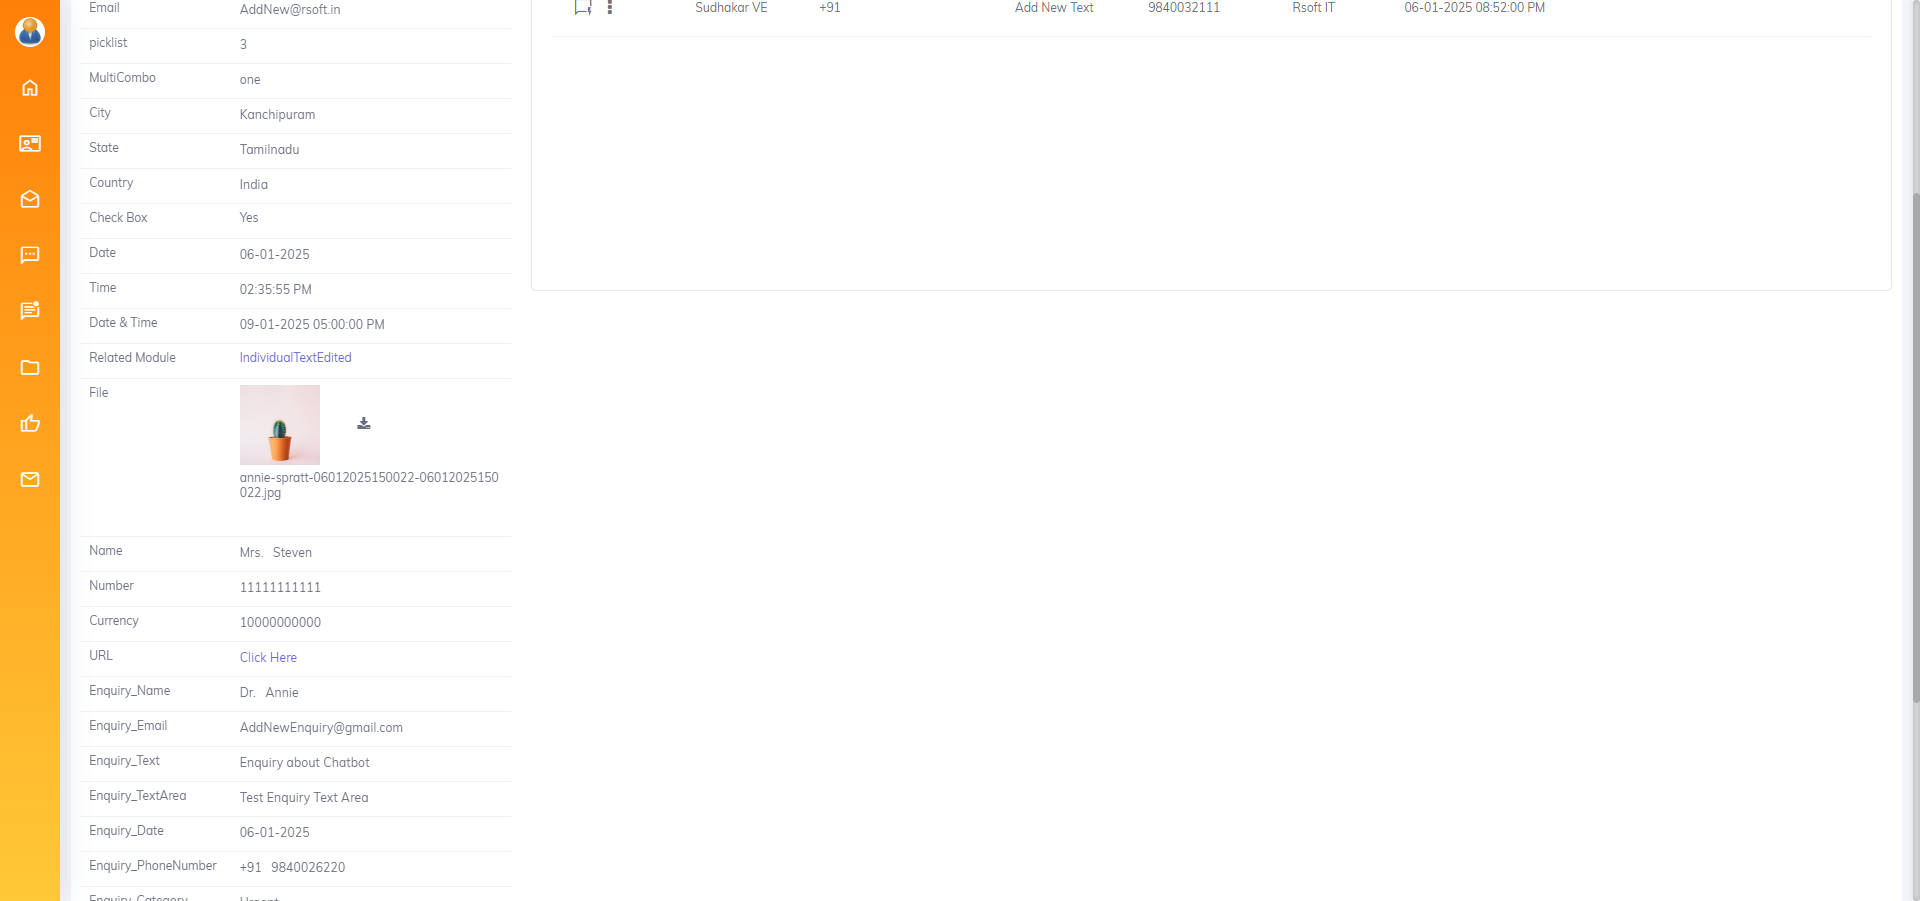 Email AddNew@rsoft.in
picklist 3
MultiCombo one
City Kanchipuram
State Tamilnadu
Country India
Check Box Yes
Date 06-01-2025
Time 02:35:55 PM
Date & Time 09-01-2025 05:00:00 PM
Related Module IndividualTextEdited
File
annie-spratt-06012025150022-06012025150
022.jpg
Name Mrs. Steven
Number 11111111111
Currency 10000000000
URL Click Here
Enquiry_Name Dr. Annie
Enquiry_Email AddNewEnquiry@gmail.com
Enquiry_Text Enquiry about Chatbot
Enquiry_TextArea Test Enquiry Text Area
Enquiry_Date 06-01-2025
Enquiry_PhoneNumber +91 9840026220
Enquiry_Category Urgent
Sudhakar VE +91 Add New Text 9840032111 Rsoft IT 06-01-2025 08:52:00 PM